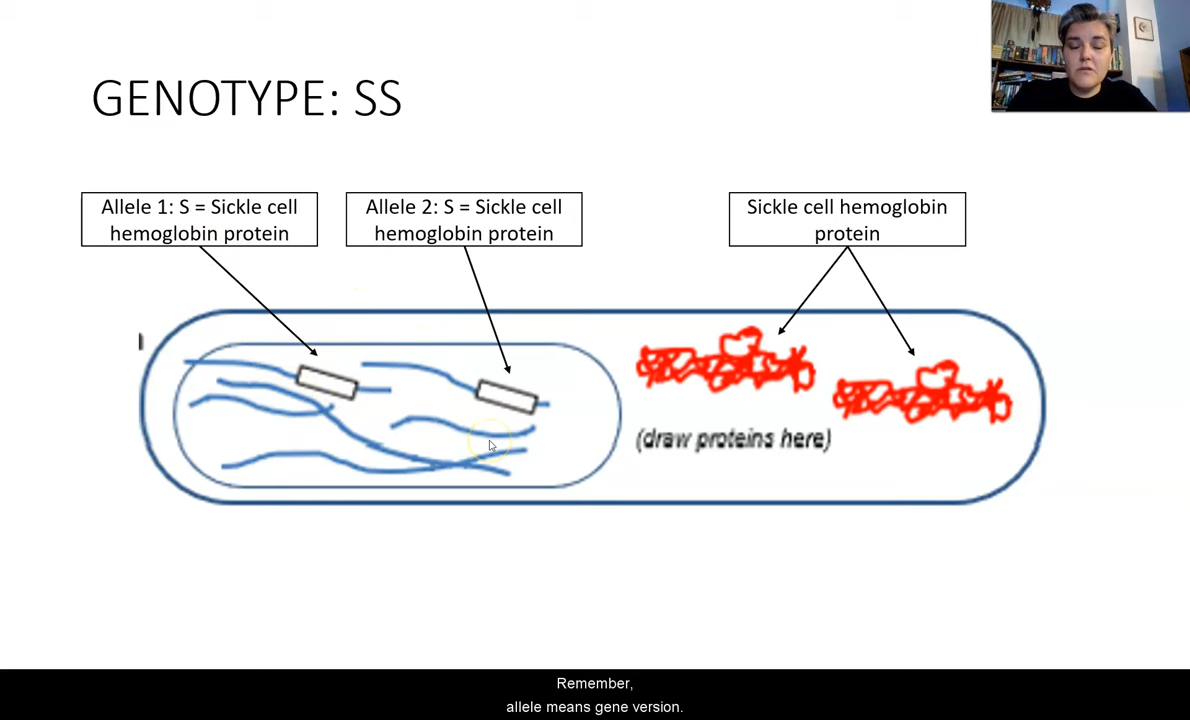 GENOTYPE: SS
Allele 1: S = Sickle cell
hemoglobin protein
Allele 2: S = Sickle cell
hemoglobin protein
Sickle cell hemoglobin
protein
(draw proteins here)
Remember,
allele means gene version.